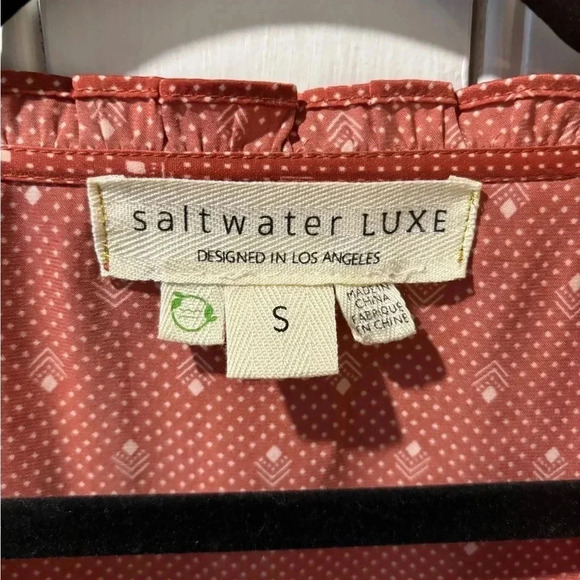 saltwater LUXE
DESIGNED IN LOS ANGELES
S
MADE IN
CHINA
FABRIQUE
EN CHINE